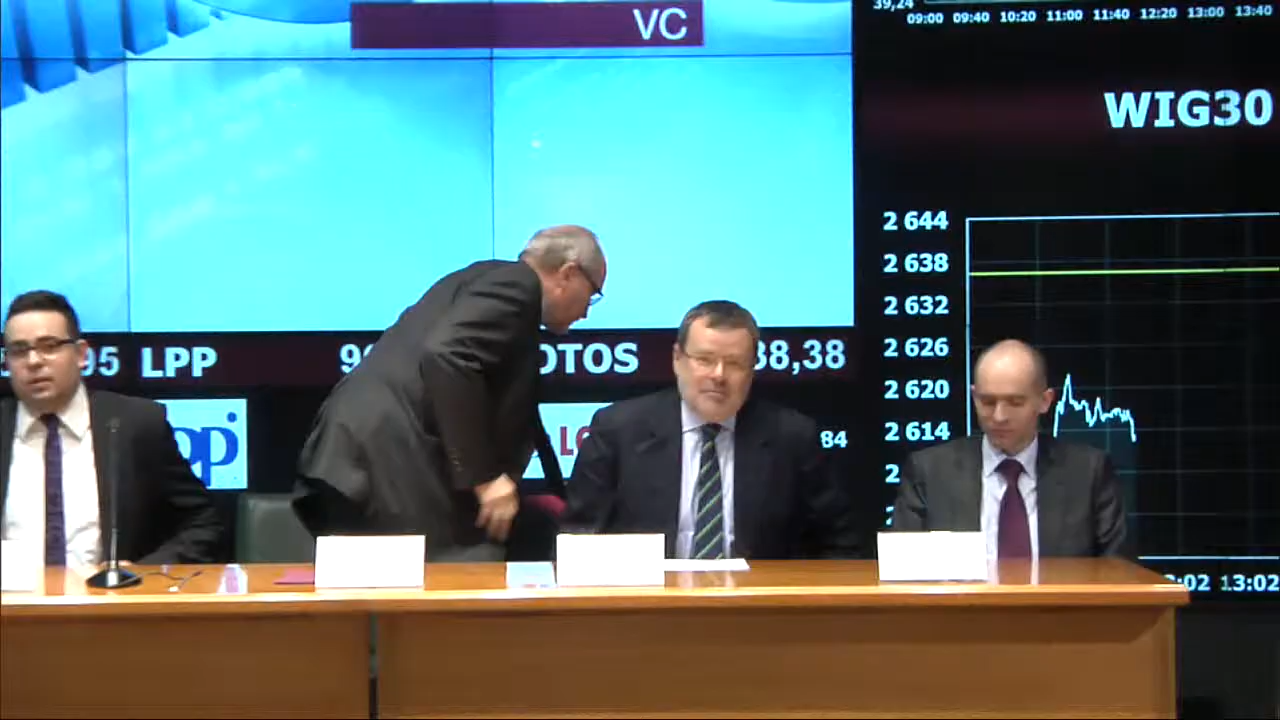 VC
39,24
09:00 09:40 10:20 11:00 11:40 12:20 13:00 13:40
WIG30
2 644
2 638
2 632
2 626
2 620
2 614
95 LPP
OTOS
38,38
84
13:02